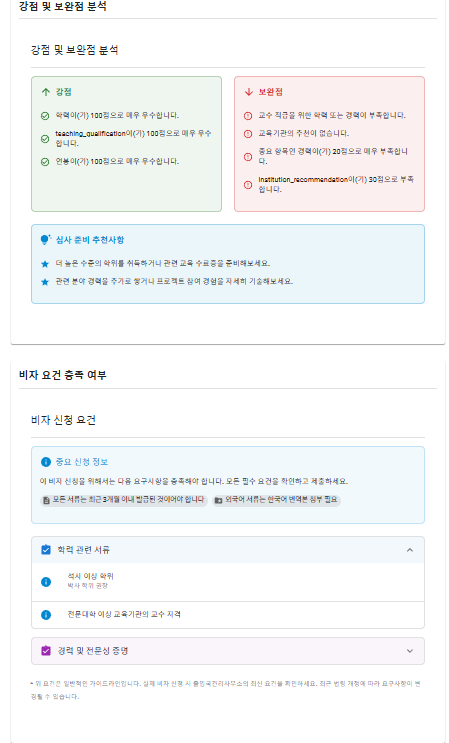 강점 및 보완점 분석
강점 및 보완점 분석
강점
학력이(가) 100점으로 매우 우수합니다.
teaching_qualification이(가) 100점으로 매우 우수
합니다.
연봉이(가) 100점으로 매우 우수합니다.
보완점
교수 직급을 위한 학력 또는 경력이 부족합니다.
교육기관의 추천이 없습니다.
중요 항목인 경력이(가) 20점으로 매우 부족합니
다.
institution_recommendation이(가) 30점으로 부족
합니다.
심사 준비 추천사항
더 높은 수준의 학위를 취득하거나 관련 교육 수료증을 준비해보세요.
관련 분야 경력을 추가로 쌓거나 프로젝트 참여 경험을 자세히 기술해보세요.
비자 요건 충족 여부
비자 신청 요건
중요 신청 정보
이 비자 신청을 위해서는 다음 요구사항을 충족해야 합니다. 모든 필수 요건을 확인하고 제출하세요.
모든 서류는 최근 3개월 이내 발급된 것이어야 합니다
외국어 서류는 한국어 번역본 첨부 필요
학력 관련 서류
석사 이상 학위
박사 학위 권장
전문대학 이상 교육기관의 교수 자격
경력 및 전문성 증명
* 위 요건은 일반적인 가이드라인입니다. 실제 비자 신청 시 출입국관리사무소의 최신 요건을 확인하세요. 최근 법령 개정에 따라 요구사항이 변
경될 수 있습니다.